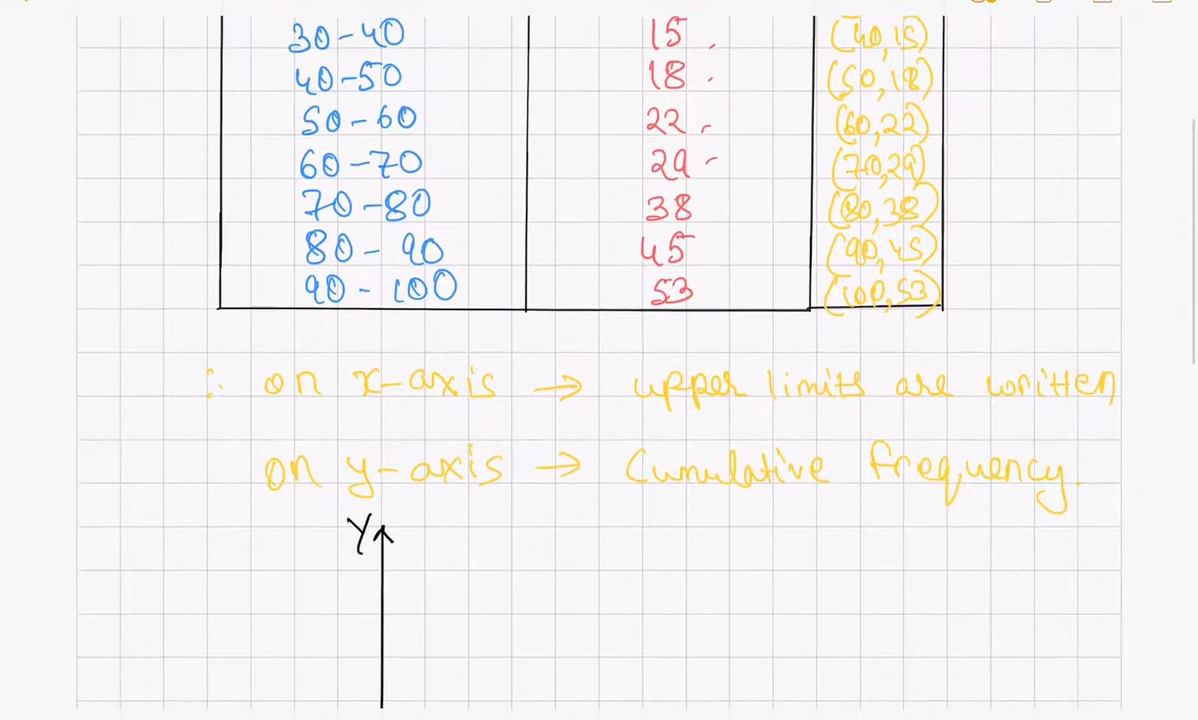 30-40 15 (40,15)
40-50 18 (50,18)
50-60 22 (60,22)
60-70 29 (70,29)
70-80 38 (80,38)
80-90 45 (90,45)
90-100 53 (100,53)
∴ on x-axis → upper limits are written
on y-axis → Cumulative frequency.
Y